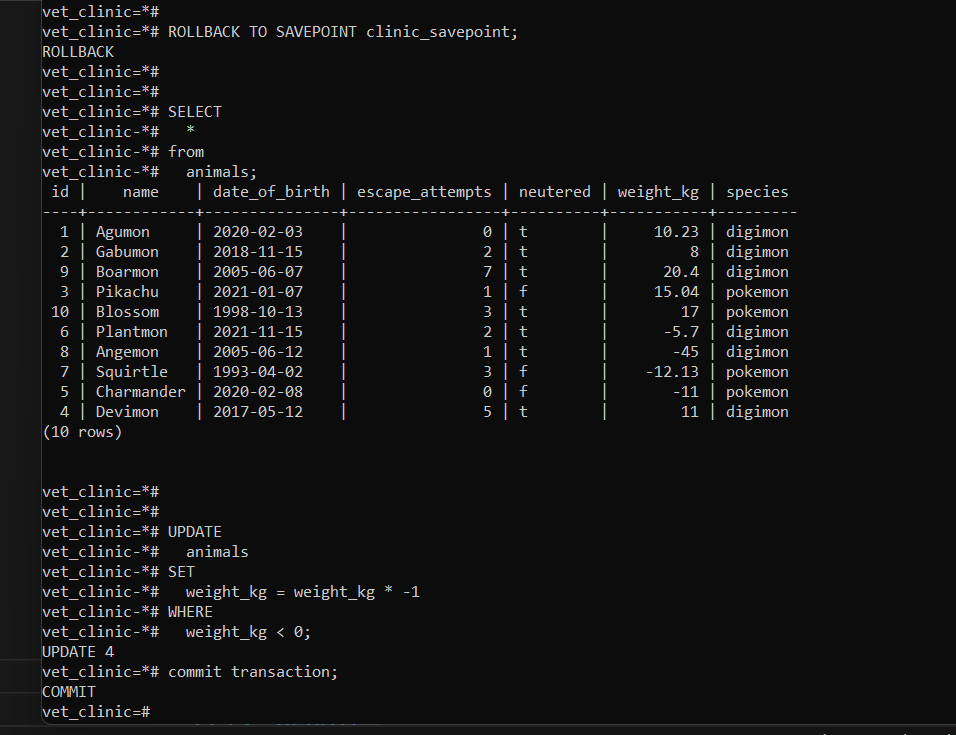 vet_clinic=*#
vet_clinic=*# ROLLBACK TO SAVEPOINT clinic_savepoint;
ROLLBACK
vet_clinic=*#
vet_clinic=*#
vet_clinic=*# SELECT
vet_clinic-*#   *
vet_clinic-*# from
vet_clinic-*#   animals;
 id |    name    | date_of_birth | escape_attempts | neutered | weight_kg | species
----+------------+---------------+-----------------+----------+-----------+---------
  1 | Agumon     | 2020-02-03    |               0 | t        |     10.23 | digimon
  2 | Gabumon    | 2018-11-15    |               2 | t        |         8 | digimon
  9 | Boarmon    | 2005-06-07    |               7 | t        |      20.4 | digimon
  3 | Pikachu    | 2021-01-07    |               1 | f        |     15.04 | pokemon
 10 | Blossom    | 1998-10-13    |               3 | t        |        17 | pokemon
  6 | Plantmon   | 2021-11-15    |               2 | t        |      -5.7 | digimon
  8 | Angemon    | 2005-06-12    |               1 | t        |       -45 | digimon
  7 | Squirtle   | 1993-04-02    |               3 | f        |    -12.13 | pokemon
  5 | Charmander | 2020-02-08    |               0 | f        |       -11 | pokemon
  4 | Devimon    | 2017-05-12    |               5 | t        |        11 | digimon
(10 rows)
vet_clinic=*#
vet_clinic=*#
vet_clinic=*# UPDATE
vet_clinic-*#   animals
vet_clinic-*# SET
vet_clinic-*#   weight_kg = weight_kg * -1
vet_clinic-*# WHERE
vet_clinic-*#   weight_kg < 0;
UPDATE 4
vet_clinic=*# commit transaction;
COMMIT
vet_clinic=#